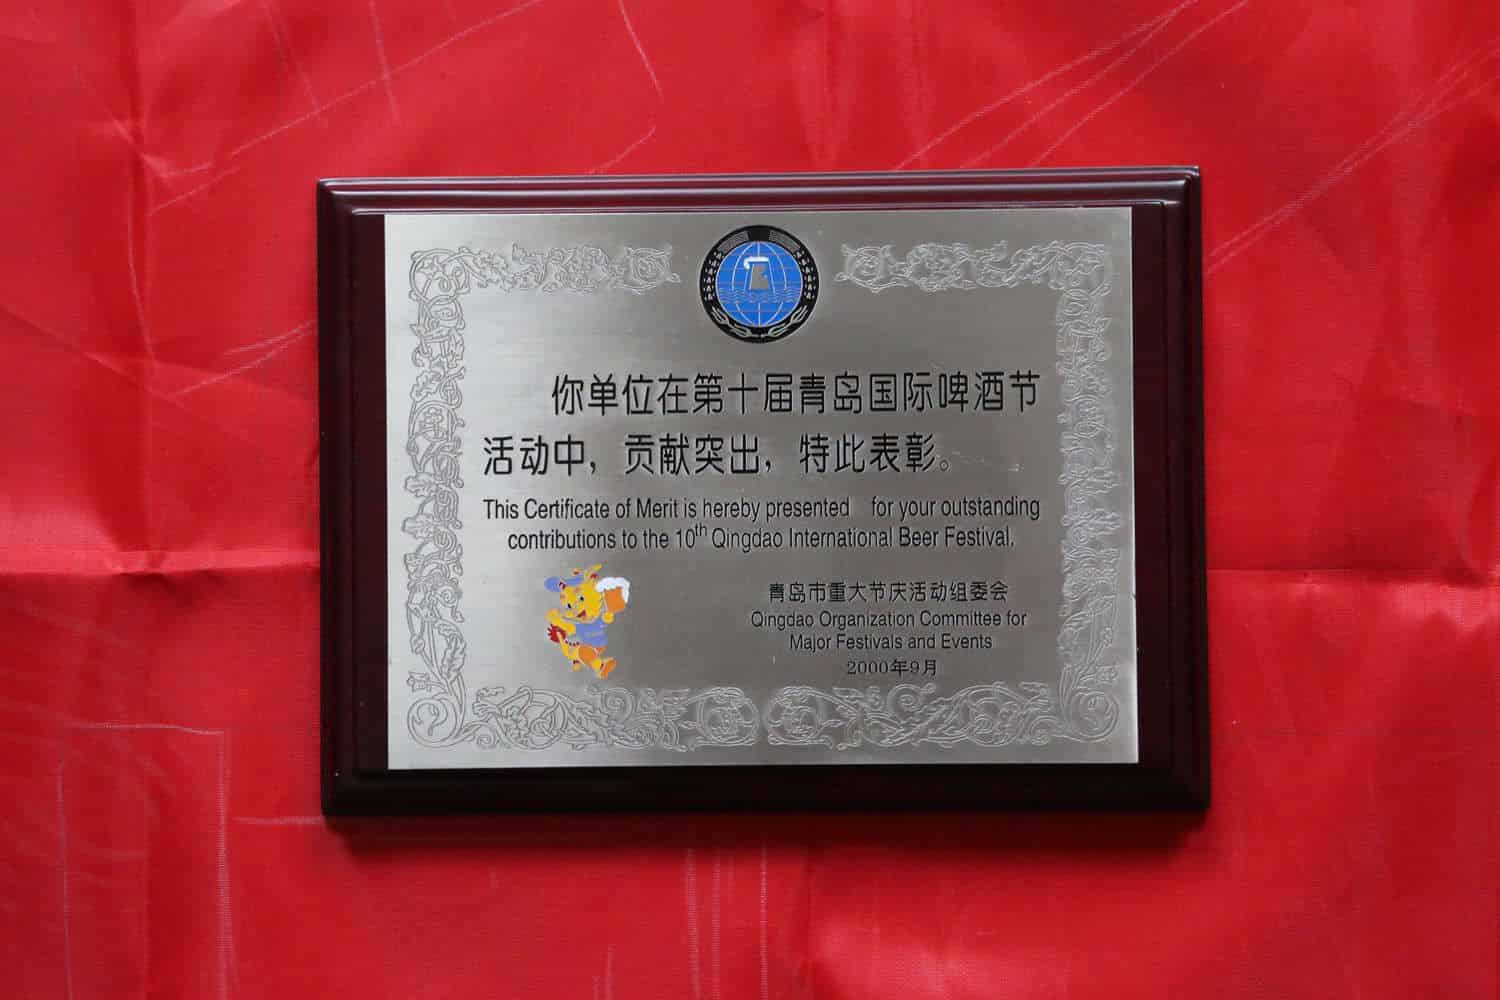 你单位在第十届青岛国际啤酒节
活动中，贡献突出，特此表彰。
This Certificate of Merit is hereby presented for your outstanding
contributions to the 10th Qingdao International Beer Festival.
青岛市重大节庆活动组委会
Qingdao Organization Committee for
Major Festivals and Events
2000年9月